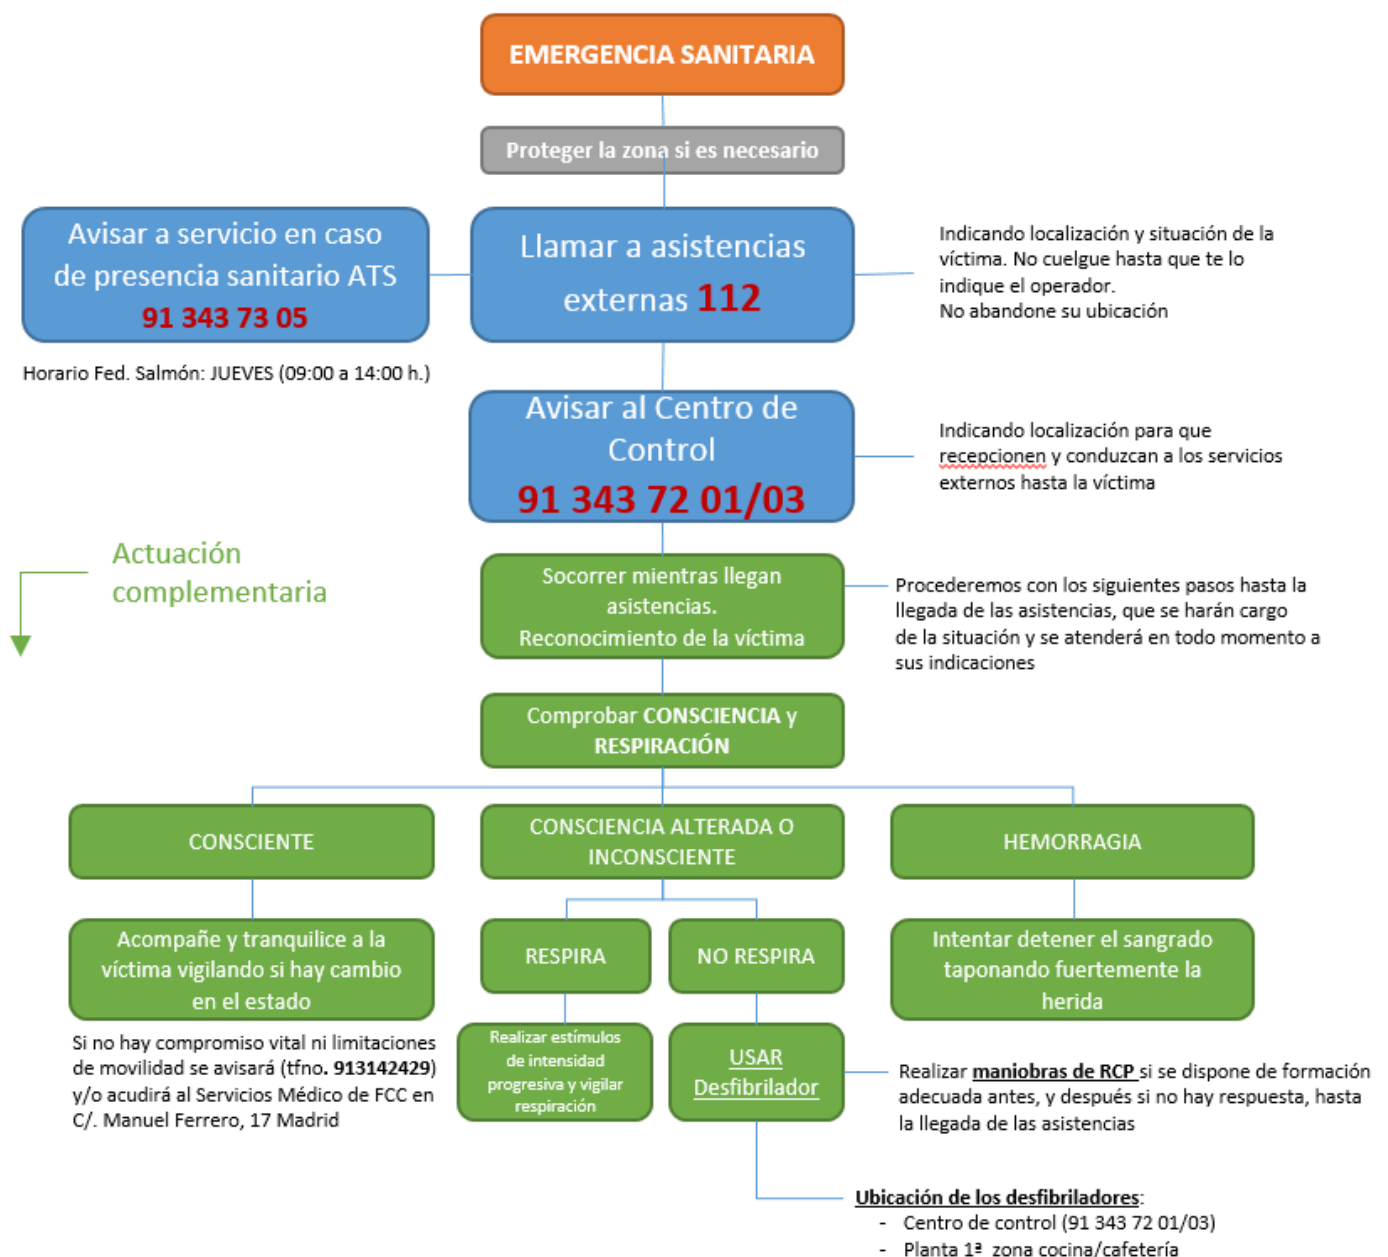 EMERGENCIA SANITARIA
Proteger la zona si es necesario
Avisar a servicio en caso
de presencia sanitario ATS
91 343 73 05
Horario Fed. Salmón: JUEVES (09:00 a 14:00 h.)
Llamar a asistencias
externas 112
Indicando localización y situación de la
víctima. No cuelgue hasta que te lo
indique el operador.
No abandone su ubicación
Avisar al Centro de
Control
91 343 72 01/03
Indicando localización para que
recepcionen y conduzcan a los servicios
externos hasta la víctima
Actuación
complementaria
Socorrer mientras llegan
asistencias.
Reconocimiento de la víctima
Procederemos con los siguientes pasos hasta la
llegada de las asistencias, que se harán cargo
de la situación y se atenderá en todo momento a
sus indicaciones
Comprobar CONSCIENCIA y
RESPIRACIÓN
CONSCIENTE
Acompañe y tranquilice a la
víctima vigilando si hay cambio
en el estado
Si no hay compromiso vital ni limitaciones
de movilidad se avisará (tfno. 913142429)
y/o acudirá al Servicios Médico de FCC en
C/. Manuel Ferrero, 17 Madrid
CONSCIENCIA ALTERADA O
INCONSCIENTE
RESPIRA
Realizar estímulos
de intensidad
progresiva y vigilar
respiración
NO RESPIRA
USAR
Desfibrilador
HEMORRAGIA
Intentar detener el sangrado
taponando fuertemente la
herida
Realizar maniobras de RCP si se dispone de formación
adecuada antes, y después si no hay respuesta, hasta
la llegada de las asistencias
Ubicación de los desfibriladores:
- Centro de control (91 343 72 01/03)
- Planta 1ª zona cocina/cafetería